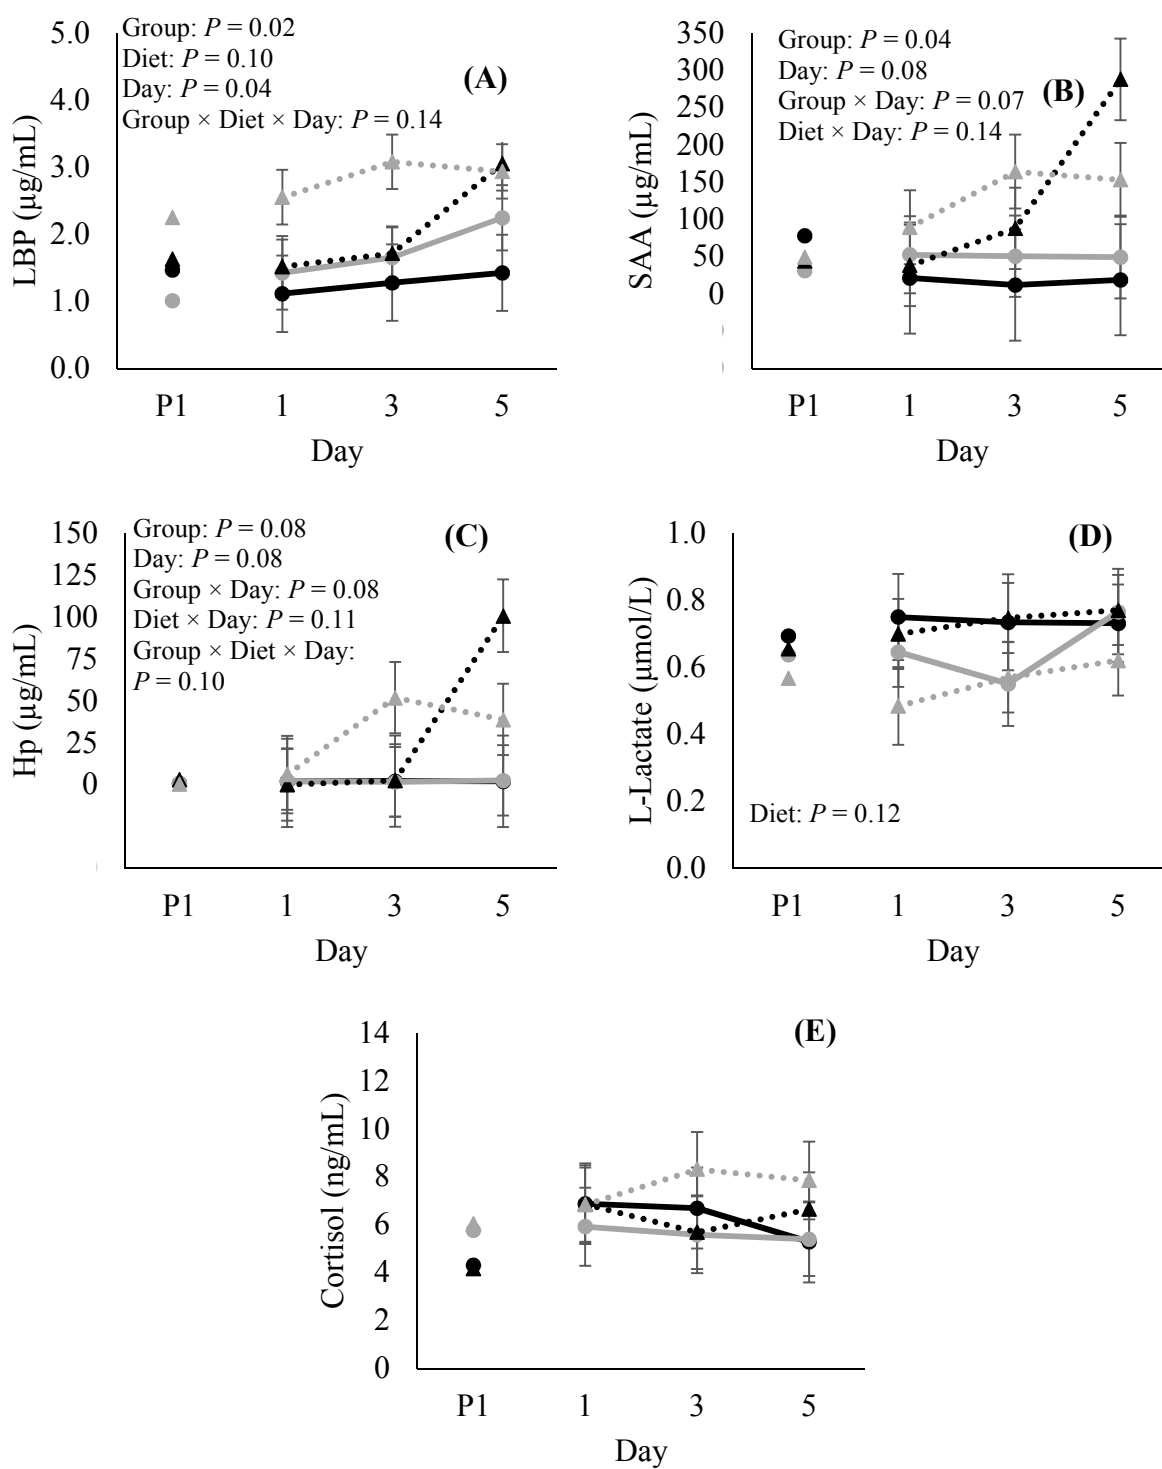 5.0
4.0
3.0
2.0
1.0
0.0
LBP (µg/mL)
Group: P = 0.02
Diet: P = 0.10
Day: P = 0.04
Group × Diet × Day: P = 0.14
(A)
P1 1 3 5
Day
350
300
250
200
150
100
50
0
SAA (µg/mL)
Group: P = 0.04
Day: P = 0.08
Group × Day: P = 0.07
Diet × Day: P = 0.14
(B)
P1 1 3 5
Day
150
125
100
75
50
25
0
Hp (µg/mL)
Group: P = 0.08
Day: P = 0.08
Group × Day: P = 0.08
Diet × Day: P = 0.11
Group × Diet × Day:
P = 0.10
(C)
P1 1 3 5
Day
1.0
0.8
0.6
0.4
0.2
0.0
L-Lactate (µmol/L)
(D)
Diet: P = 0.12
P1 1 3 5
Day
14
12
10
8
6
4
2
0
Cortisol (ng/mL)
(E)
P1 1 3 5
Day